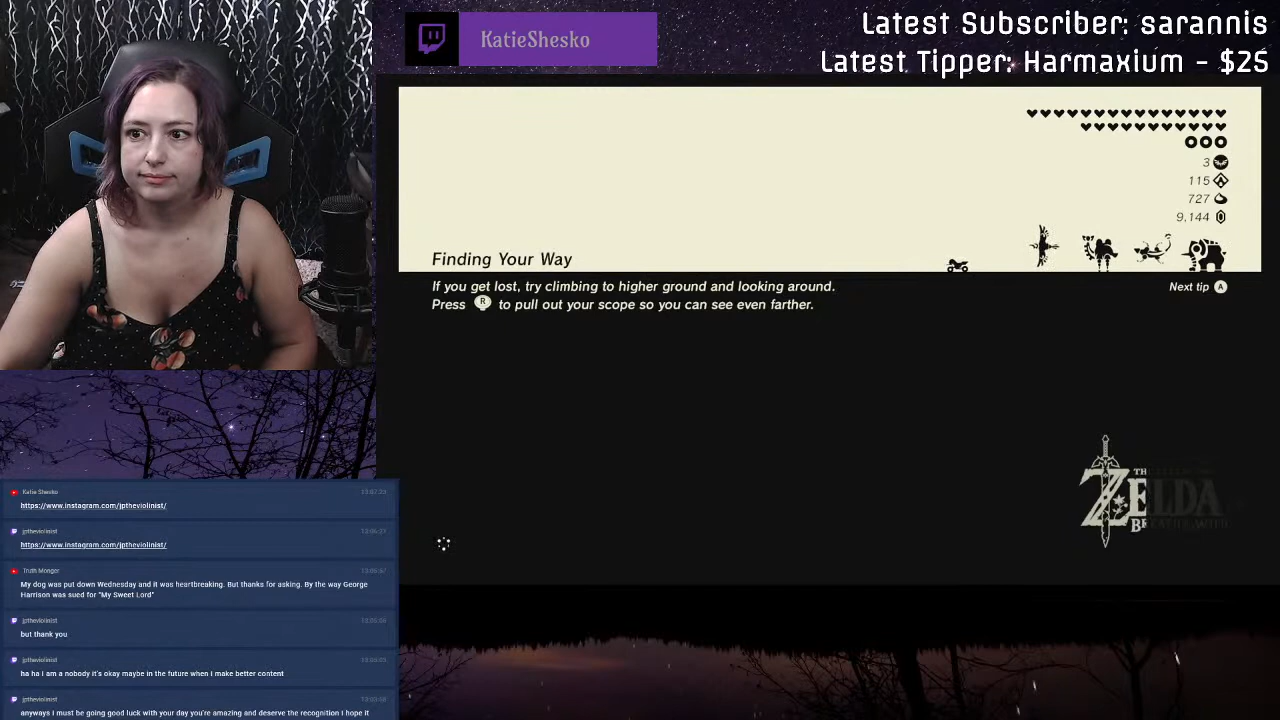 KatieShesko
Latest Subscriber: sarannis
Latest Tipper: Harmaxium - $25
3
115
727
9,144
Finding Your Way
If you get lost, try climbing to higher ground and looking around.
Press R to pull out your scope so you can see even farther.
Next tip A
THE
ZELDA
BREATH WILD
Katie Shesko
https://www.instagram.com/jptheviolinist/
jptheviolinist
https://www.instagram.com/jptheviolinist/
Truth Monger
My dog was put down Wednesday and it was heartbreaking. But thanks for asking. By the way George
Harrison was sued for "My Sweet Lord"
jptheviolinist
but thank you
jptheviolinist
ha ha I am a nobody it's okay maybe in the future when I make better content
jptheviolinist
anyways I must be going good luck with your day you're amazing and deserve the recognition I hope it